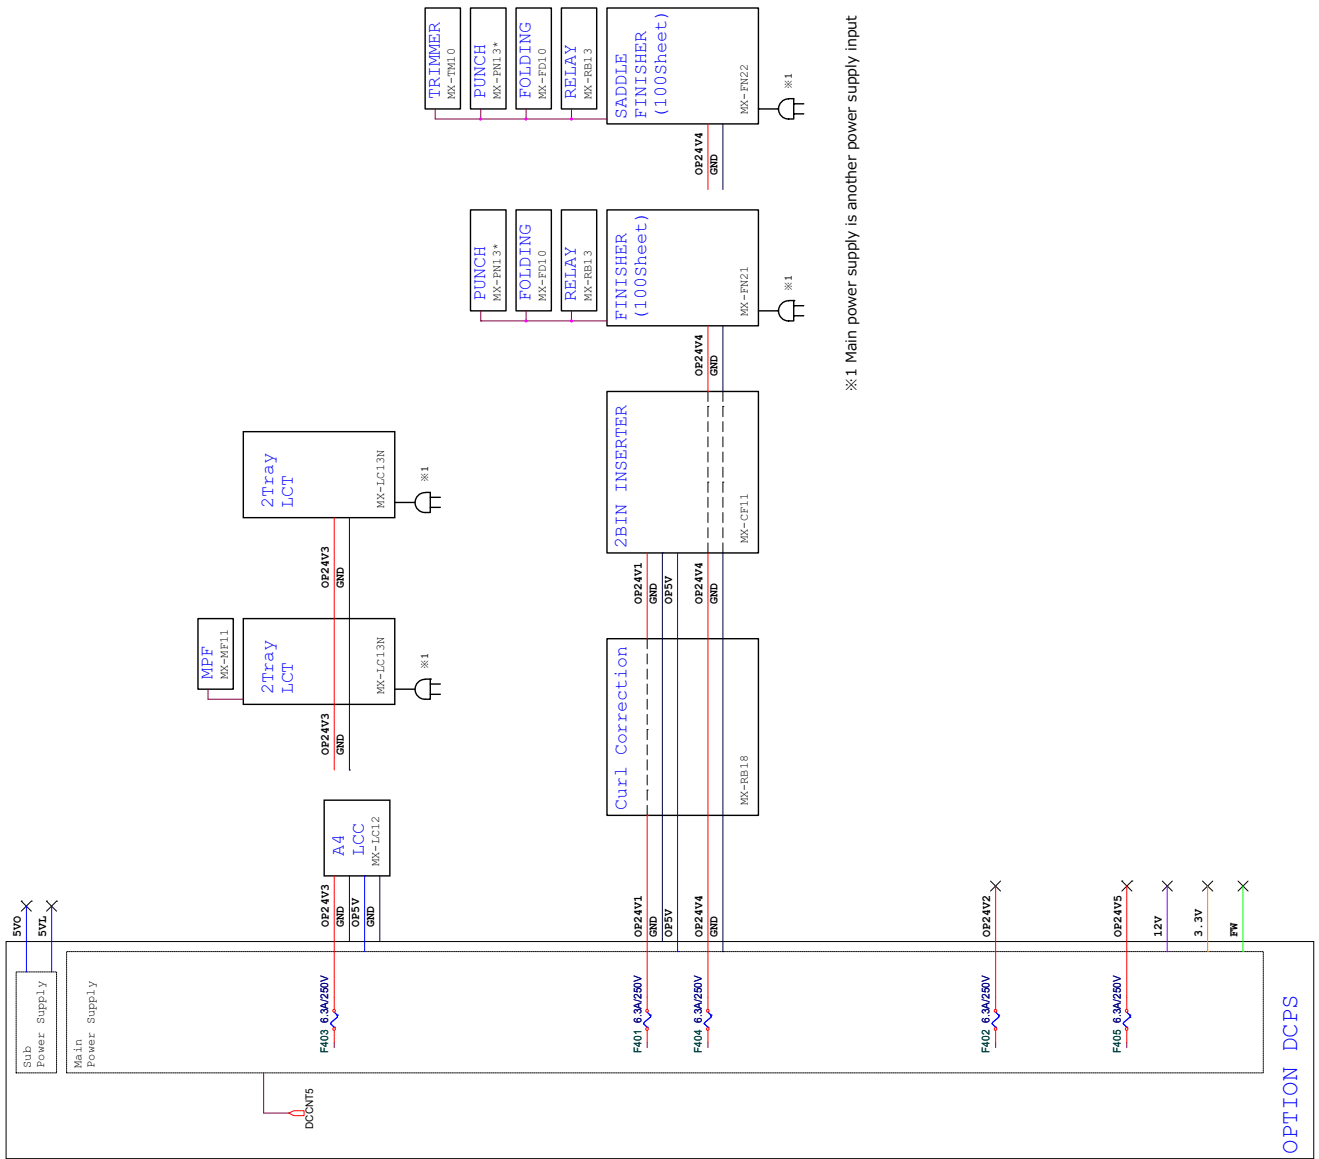 TRIMMER
MX-TM10
PUNCH
MX-PN13*
FOLDING
MX-FD10
RELAY
MX-RB13
SADDLE
FINISHER
(100Sheet)
MX-FN22
※1
OP24V4
GND
PUNCH
MX-PN13*
FOLDING
MX-FD10
RELAY
MX-RB13
FINISHER
(100Sheet)
MX-FN21
※1
OP24V4
GND
※1 Main power supply is another power supply input
2Tray
LCT
MX-LC13N
※1
OP24V3
GND
MPF
MX-MF11
2Tray
LCT
MX-LC13N
※1
OP24V3
GND
2BIN INSERTER
MX-CF11
OP24V1
GND
OP5V
OP24V4
GND
Curl Correction
MX-RB18
A4
LCC
MX-LC12
5VO
5VL
OP24V3
GND
OP5V
GND
OP24V1
GND
OP5V
OP24V4
GND
OP24V2
OP24V5
12V
3.3V
FW
Sub
Power Supply
Main
Power Supply
F403 6.3A/250V
F401 6.3A/250V
F404 6.3A/250V
F402 6.3A/250V
F405 6.3A/250V
DCCNT5
OPTION DCPS